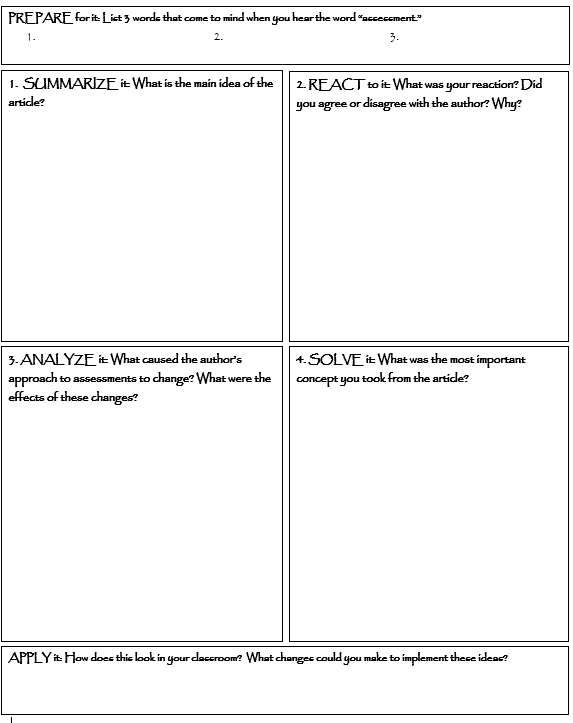 PREPARE for it: List 3 words that come to mind when you hear the word “assessment.”
1. 2. 3.
1. SUMMARIZE it: What is the main idea of the
article?
2. REACT to it: What was your reaction? Did
you agree or disagree with the author? Why?
3. ANALYZE it: What caused the author’s
approach to assessments to change? What were the
effects of these changes?
4. SOLVE it: What was the most important
concept you took from the article?
APPLY it: How does this look in your classroom? What changes could you make to implement these ideas?